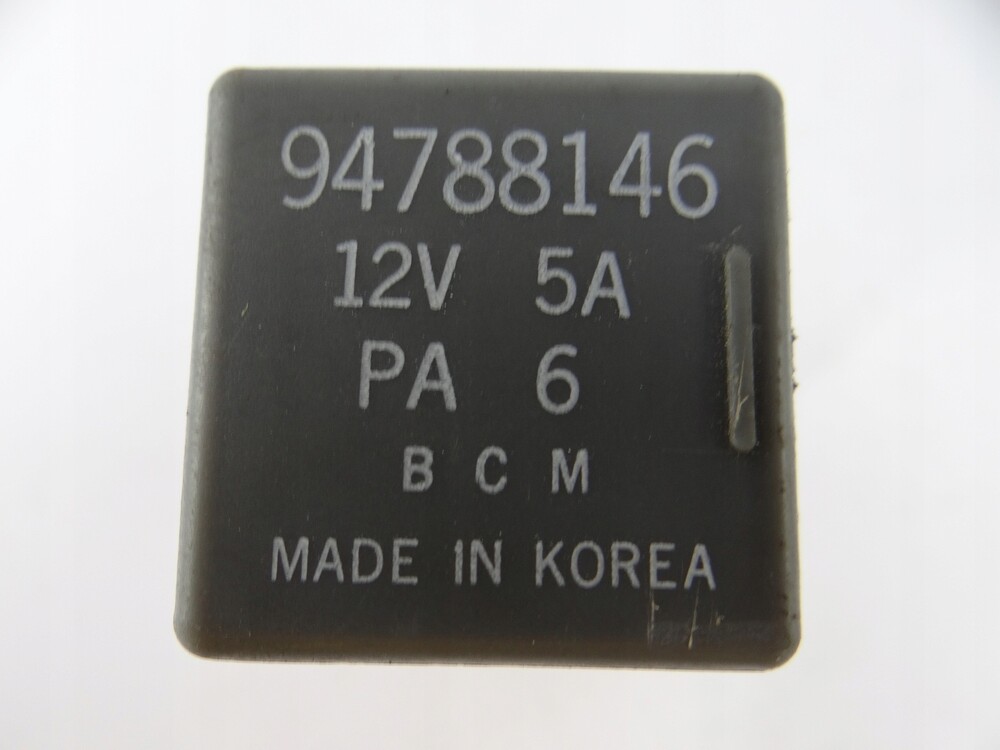 94788146
12V 5A
PA 6
B C M
MADE IN KOREA